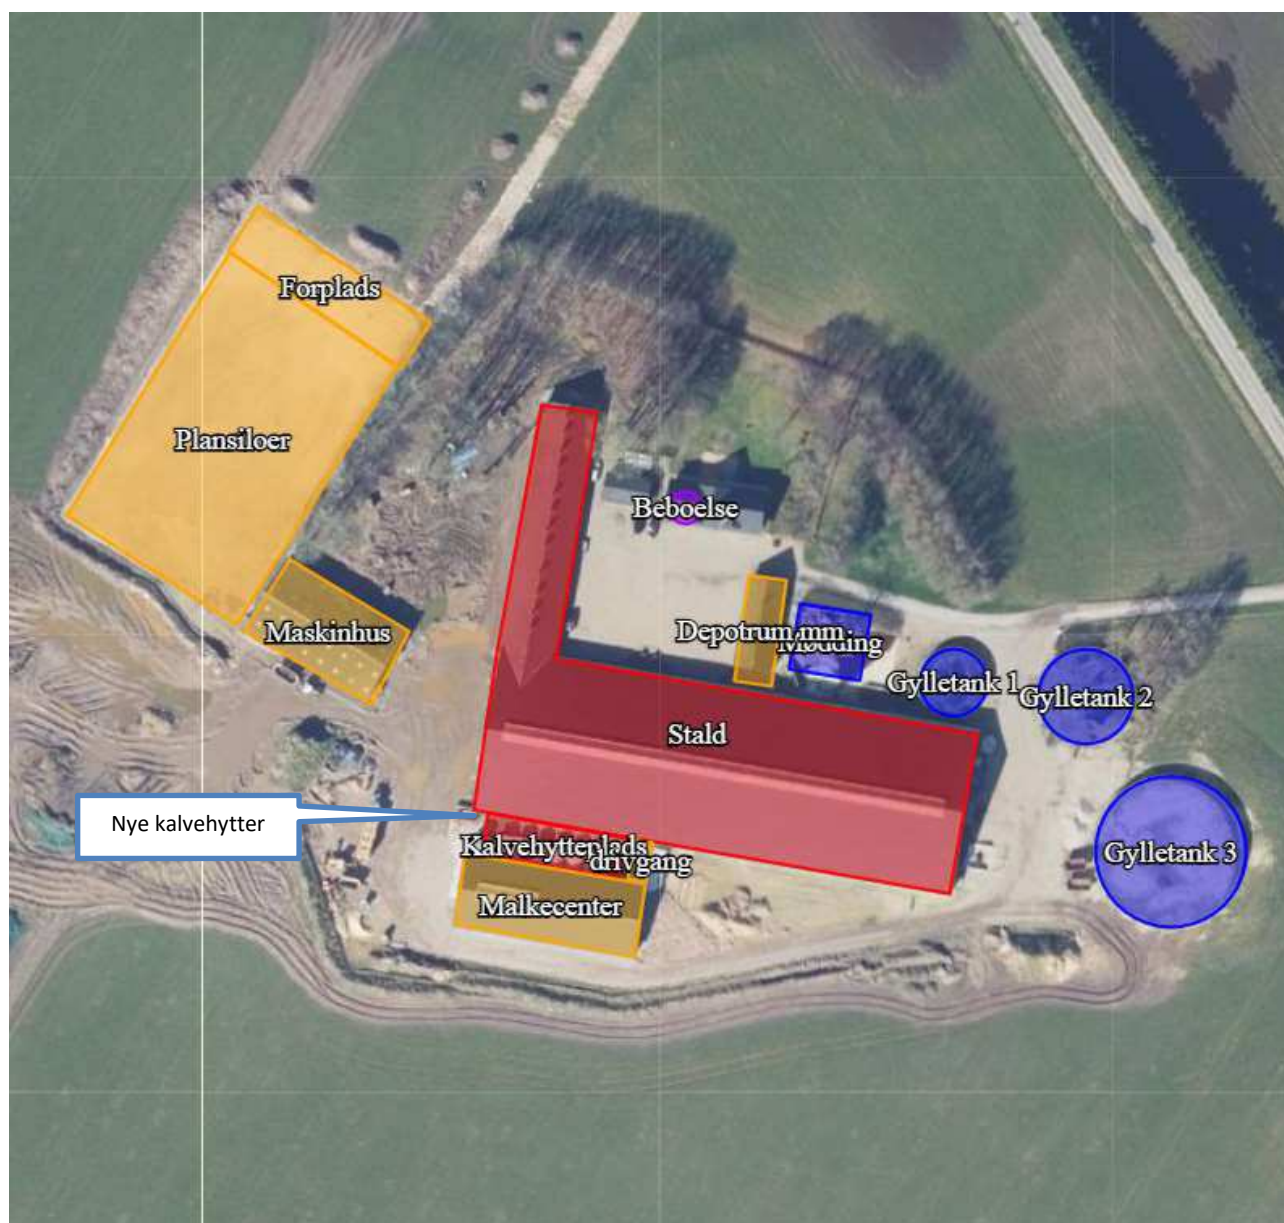 Forplads
Plansiloer
Beboelse
Maskinhus
Depotrum mm
Mødding
Gylletank 1
Gylletank 2
Stald
Nye kalvehytter
Kalvehytteplads
drivgang
Gylletank 3
Malkecenter